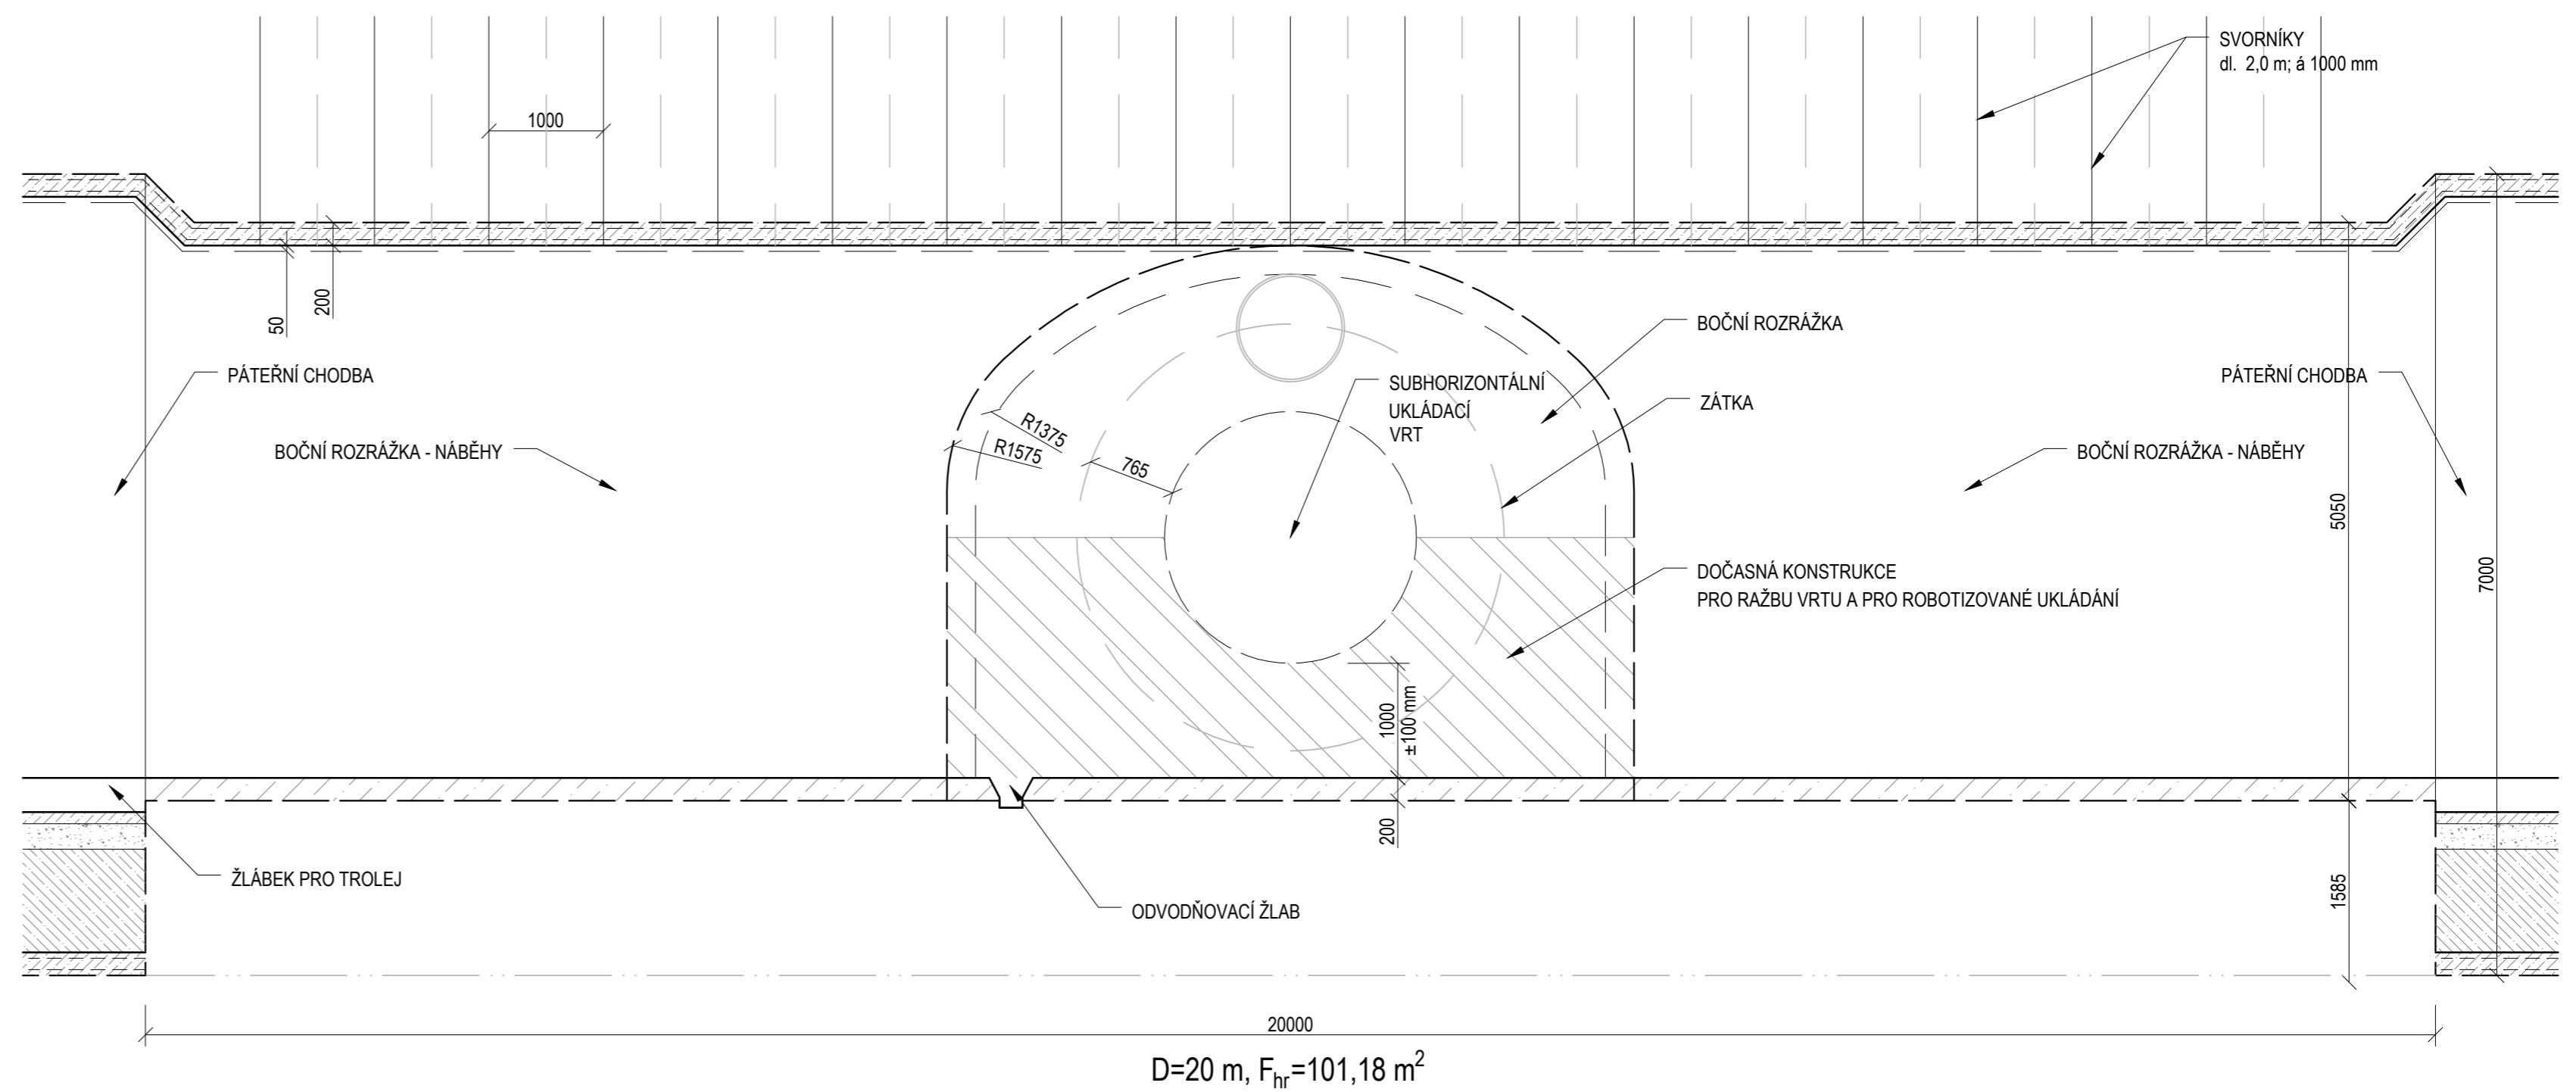 SVORNÍKY
dl. 2,0 m; á 1000 mm
1000
50
200
PÁTEŘNÍ CHODBA
BOČNÍ ROZRÁŽKA - NÁBĚHY
R1375
R1575
765
SUBHORIZONTÁLNÍ
UKLÁDACÍ
VRT
BOČNÍ ROZRÁŽKA
ZÁTKA
PÁTEŘNÍ CHODBA
BOČNÍ ROZRÁŽKA - NÁBĚHY
5050
7000
DOČASNÁ KONSTRUKCE
PRO RAŽBU VRTU A PRO ROBOTIZOVANÉ UKLÁDÁNÍ
1000
±100 mm
200
1585
ŽLÁBEK PRO TROLEJ
ODVODŇOVACÍ ŽLAB
20000
D=20 m, Fhr=101,18 m²